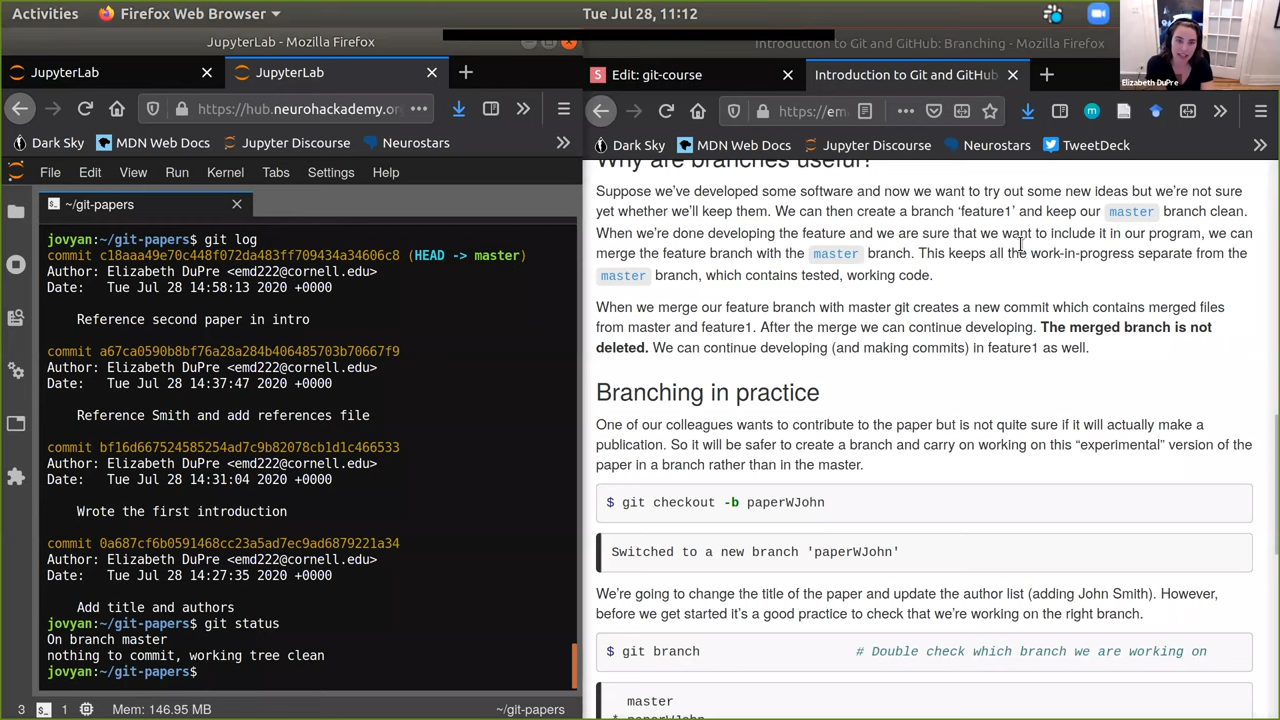 Activities
Firefox Web Browser
Tue Jul 28, 11:12
JupyterLab - Mozilla Firefox
JupyterLab
JupyterLab
https://hub.neurohackademy.or
Dark Sky
MDN Web Docs
Jupyter Discourse
Neurostars
File Edit View Run Kernel Tabs Settings Help
~/git-papers
jovyan:~/git-papers$ git log
commit c18aaa49e70c448f072da483ff709434a34606c8 (HEAD -> master)
Author: Elizabeth DuPre <emd222@cornell.edu>
Date:   Tue Jul 28 14:58:13 2020 +0000
Reference second paper in intro
commit a67ca0590b8bf76a28a284b406485703b70667f9
Author: Elizabeth DuPre <emd222@cornell.edu>
Date:   Tue Jul 28 14:37:47 2020 +0000
Reference Smith and add references file
commit bf16d667524585254ad7c9b82078cb1d1c466533
Author: Elizabeth DuPre <emd222@cornell.edu>
Date:   Tue Jul 28 14:31:04 2020 +0000
Wrote the first introduction
commit 0a687cf6b0591468cc23a5ad7ec9ad6879221a34
Author: Elizabeth DuPre <emd222@cornell.edu>
Date:   Tue Jul 28 14:27:35 2020 +0000
Add title and authors
jovyan:~/git-papers$ git status
On branch master
nothing to commit, working tree clean
jovyan:~/git-papers$
3
1
Mem: 146.95 MB
~/git-papers
Introduction to Git and GitHub: Branching - Mozilla Firefox
Edit: git-course
Introduction to Git and GitHub
https://em
Dark Sky
MDN Web Docs
Jupyter Discourse
Neurostars
TweetDeck
Elizabeth DuPre
Why are branches useful?
Suppose we’ve developed some software and now we want to try out some new ideas but we’re not sure
yet whether we’ll keep them. We can then create a branch ‘feature1’ and keep our master branch clean.
When we’re done developing the feature and we are sure that we want to include it in our program, we can
merge the feature branch with the master branch. This keeps all the work-in-progress separate from the
master branch, which contains tested, working code.
When we merge our feature branch with master git creates a new commit which contains merged files
from master and feature1. After the merge we can continue developing. The merged branch is not
deleted. We can continue developing (and making commits) in feature1 as well.
Branching in practice
One of our colleagues wants to contribute to the paper but is not quite sure if it will actually make a
publication. So it will be safer to create a branch and carry on working on this “experimental” version of the
paper in a branch rather than in the master.
$ git checkout -b paperWJohn
Switched to a new branch 'paperWJohn'
We’re going to change the title of the paper and update the author list (adding John Smith). However,
before we get started it’s a good practice to check that we’re working on the right branch.
$ git branch # Double check which branch we are working on
master
* paperWJohn